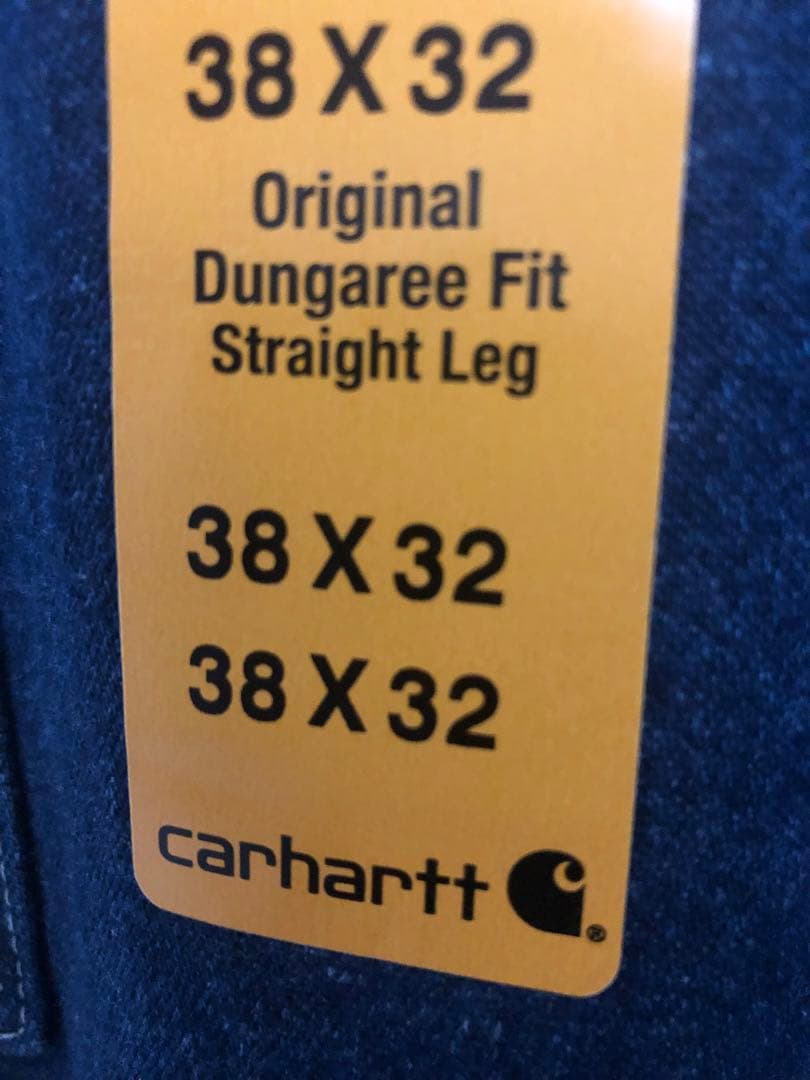 38 X 32
Original
Dungaree Fit
Straight Leg
38 X 32
38 X 32
carhartt ®